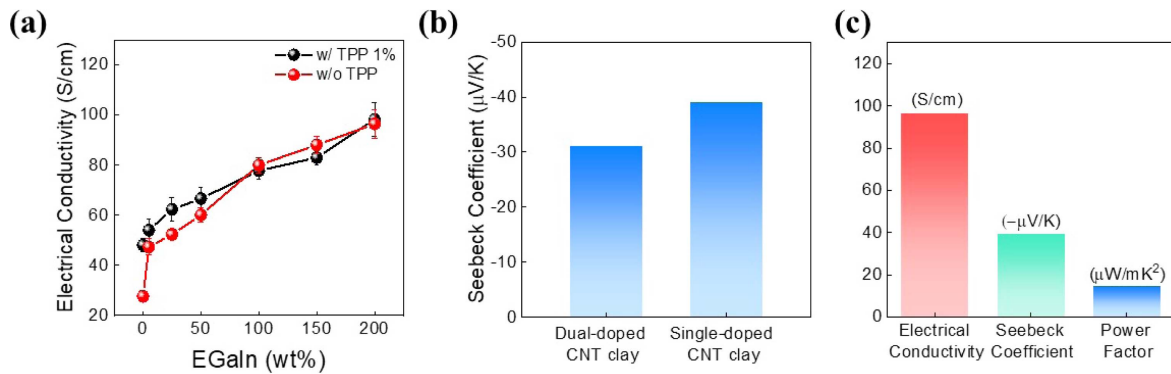 (a)
Electrical Conductivity (S/cm)
120
100
80
60
40
20
w/ TPP 1%
w/o TPP
0
50
100
150
200
EGaIn (wt%)
(b)
Seebeck Coefficient (μV/K)
-50
-40
-30
-20
-10
0
Dual-doped
CNT clay
Single-doped
CNT clay
(c)
120
100
80
60
40
20
0
(S/cm)
(−μV/K)
(μW/mK²)
Electrical
Conductivity
Seebeck
Coefficient
Power
Factor